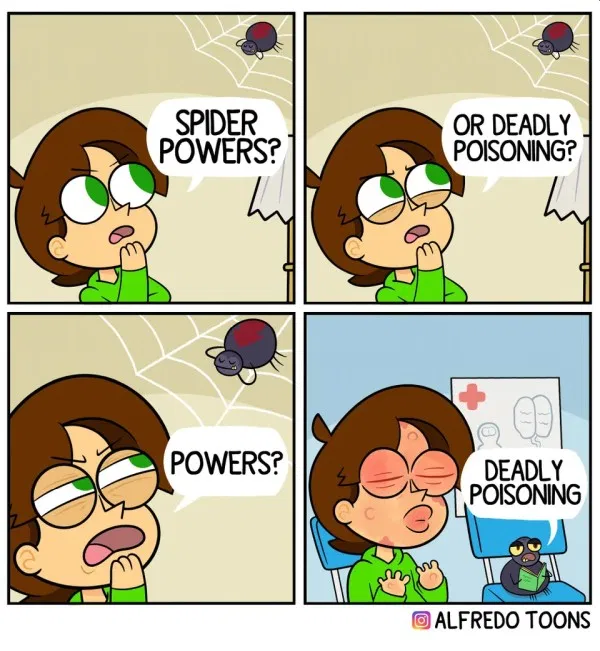 SPIDER
POWERS?
OR DEADLY
POISONING?
POWERS?
DEADLY
POISONING
ALFREDO TOONS